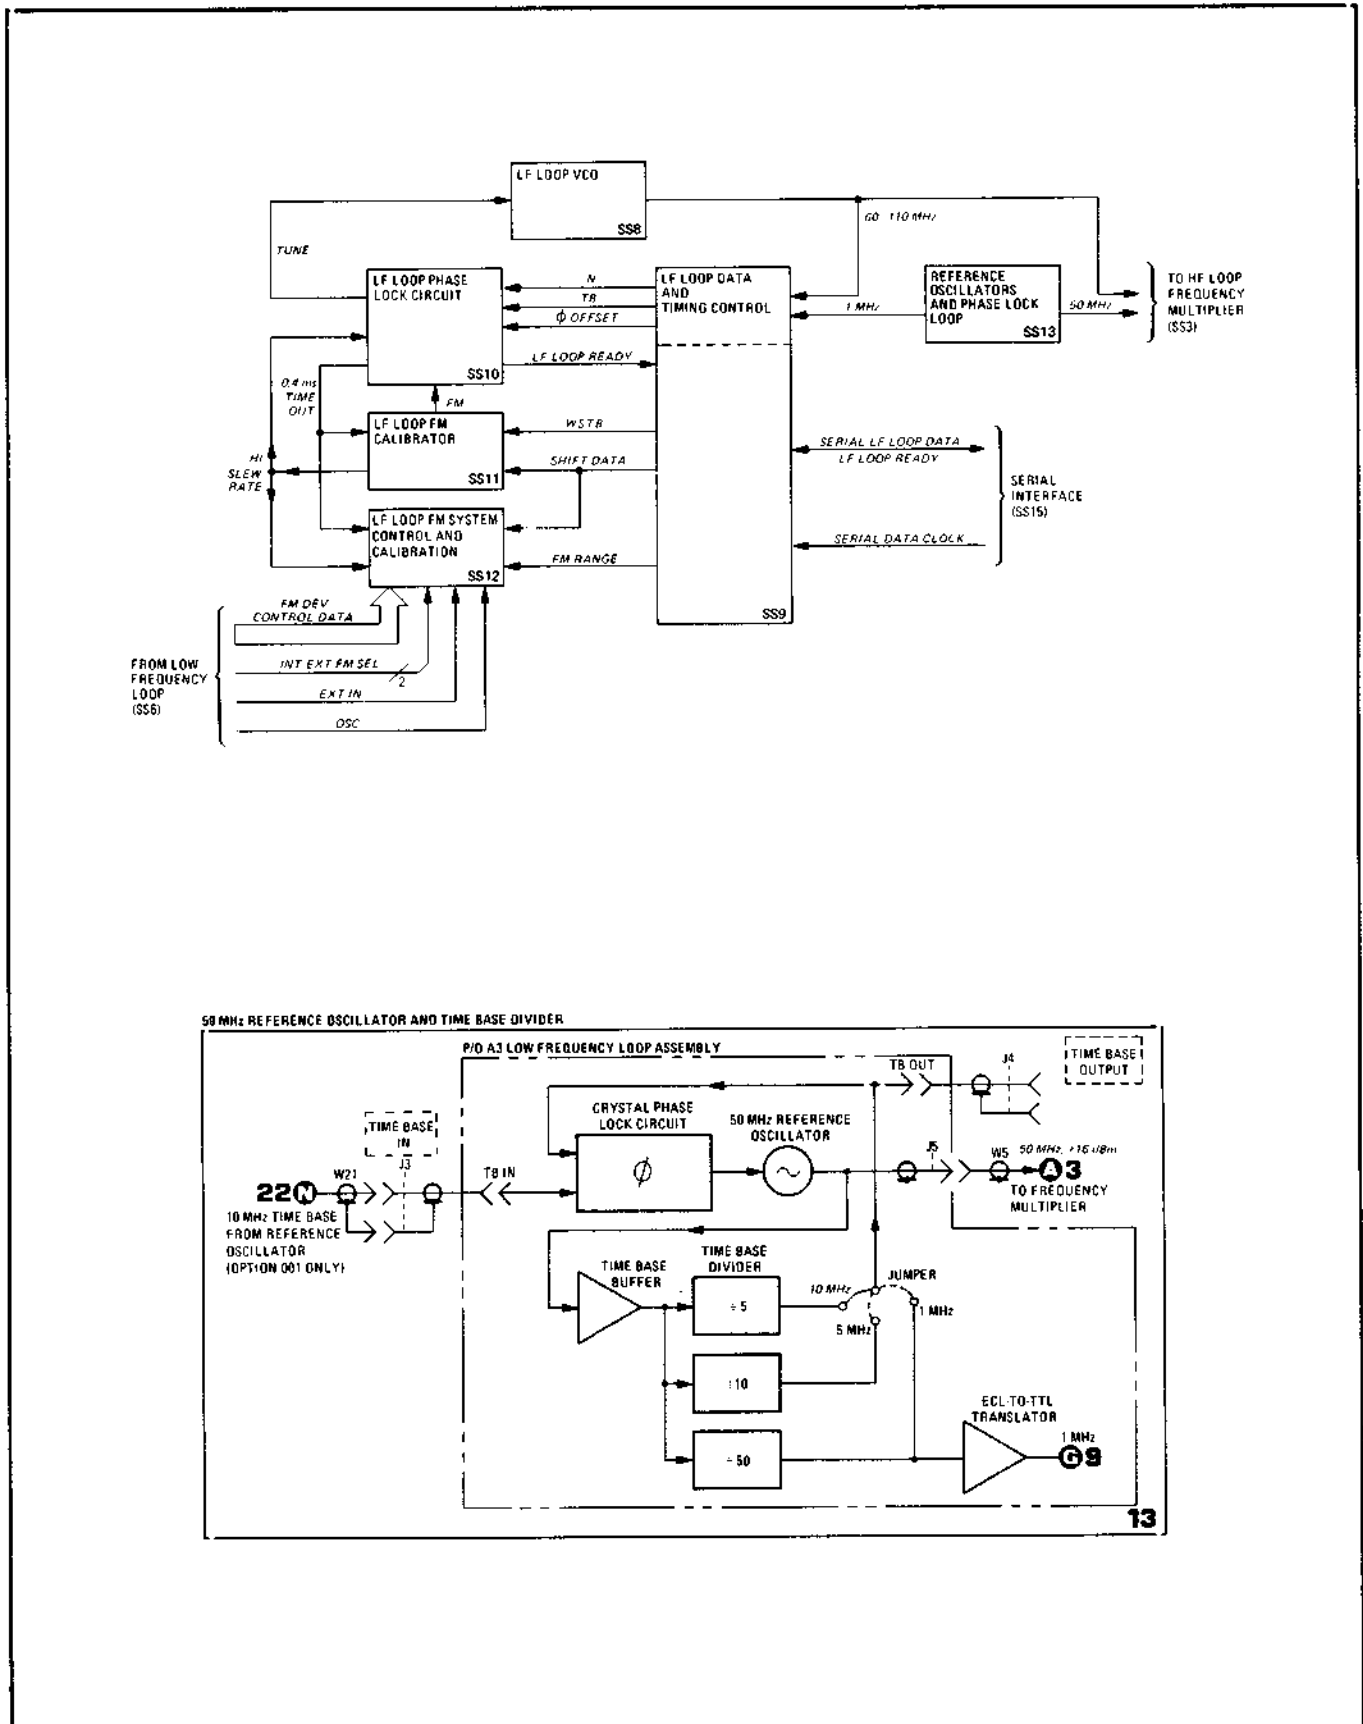 LF LOOP VCO
SS8
60 110 MHz
TUNE
LF LOOP PHASE
LOCK CIRCUIT
SS10
N
TB
ϕ OFFSET
LF LOOP READY
LF LOOP DATA
AND
TIMING CONTROL
1 MHz
REFERENCE
OSCILLATORS
AND PHASE LOCK
LOOP
SS13
50 MHz
TO HF LOOP
FREQUENCY
MULTIPLIER
(SS3)
0.4 ms
TIME
OUT
FM
LF LOOP FM
CALIBRATOR
SS11
WSTB
SHIFT DATA
HI
SLEW
RATE
LF LOOP FM SYSTEM
CONTROL AND
CALIBRATION
SS12
FM RANGE
SS9
SERIAL LF LOOP DATA
LF LOOP READY
SERIAL DATA CLOCK
SERIAL
INTERFACE
(SS15)
FM DEV
CONTROL DATA
INT EXT FM SEL
2
EXT IN
OSC
FROM LOW
FREQUENCY
LOOP
(SS6)
50 MHz REFERENCE OSCILLATOR AND TIME BASE DIVIDER
P/O A3 LOW FREQUENCY LOOP ASSEMBLY
TB OUT
J4
TIME BASE
OUTPUT
CRYSTAL PHASE
LOCK CIRCUIT
ϕ
50 MHz REFERENCE
OSCILLATOR
TIME BASE
IN
J3
W21
TB IN
22 N
10 MHz TIME BASE
FROM REFERENCE
OSCILLATOR
(OPTION 001 ONLY)
J5
W5
50 MHz, +16 dBm
A 3
TO FREQUENCY
MULTIPLIER
TIME BASE
BUFFER
TIME BASE
DIVIDER
÷5
10 MHz
JUMPER
1 MHz
5 MHz
÷10
÷50
ECL-TO-TTL
TRANSLATOR
1 MHz
G 9
13